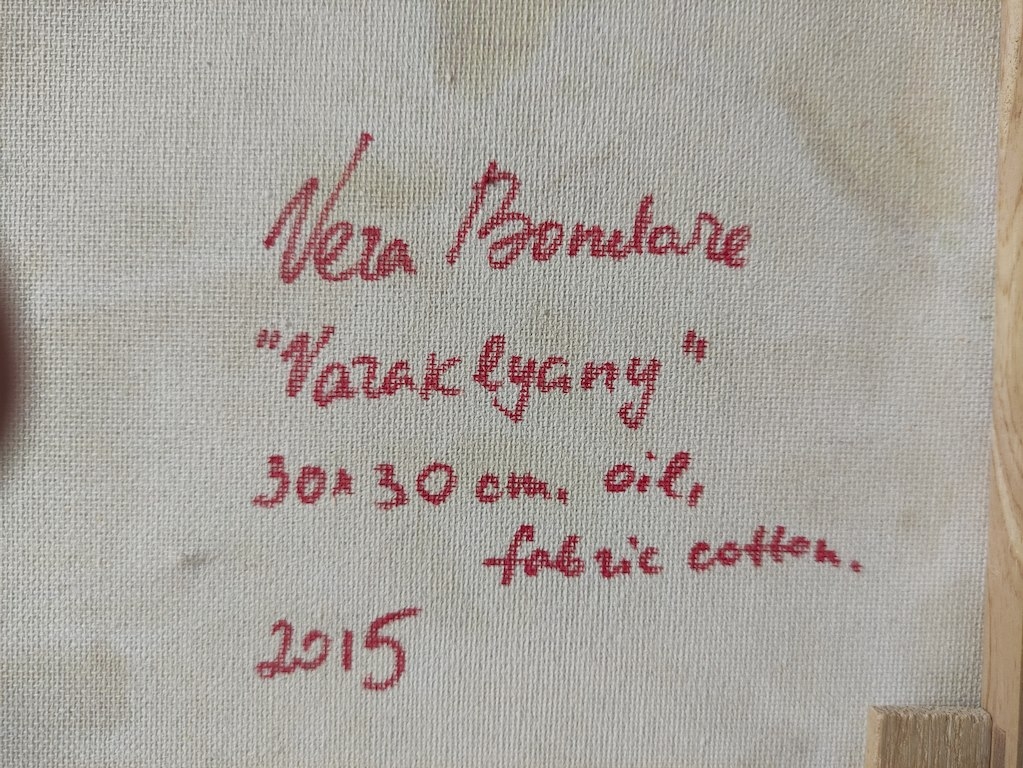 Vera Bondare
"Varaklyany"
30x30 cm. oil,
fabric cotton.
2015